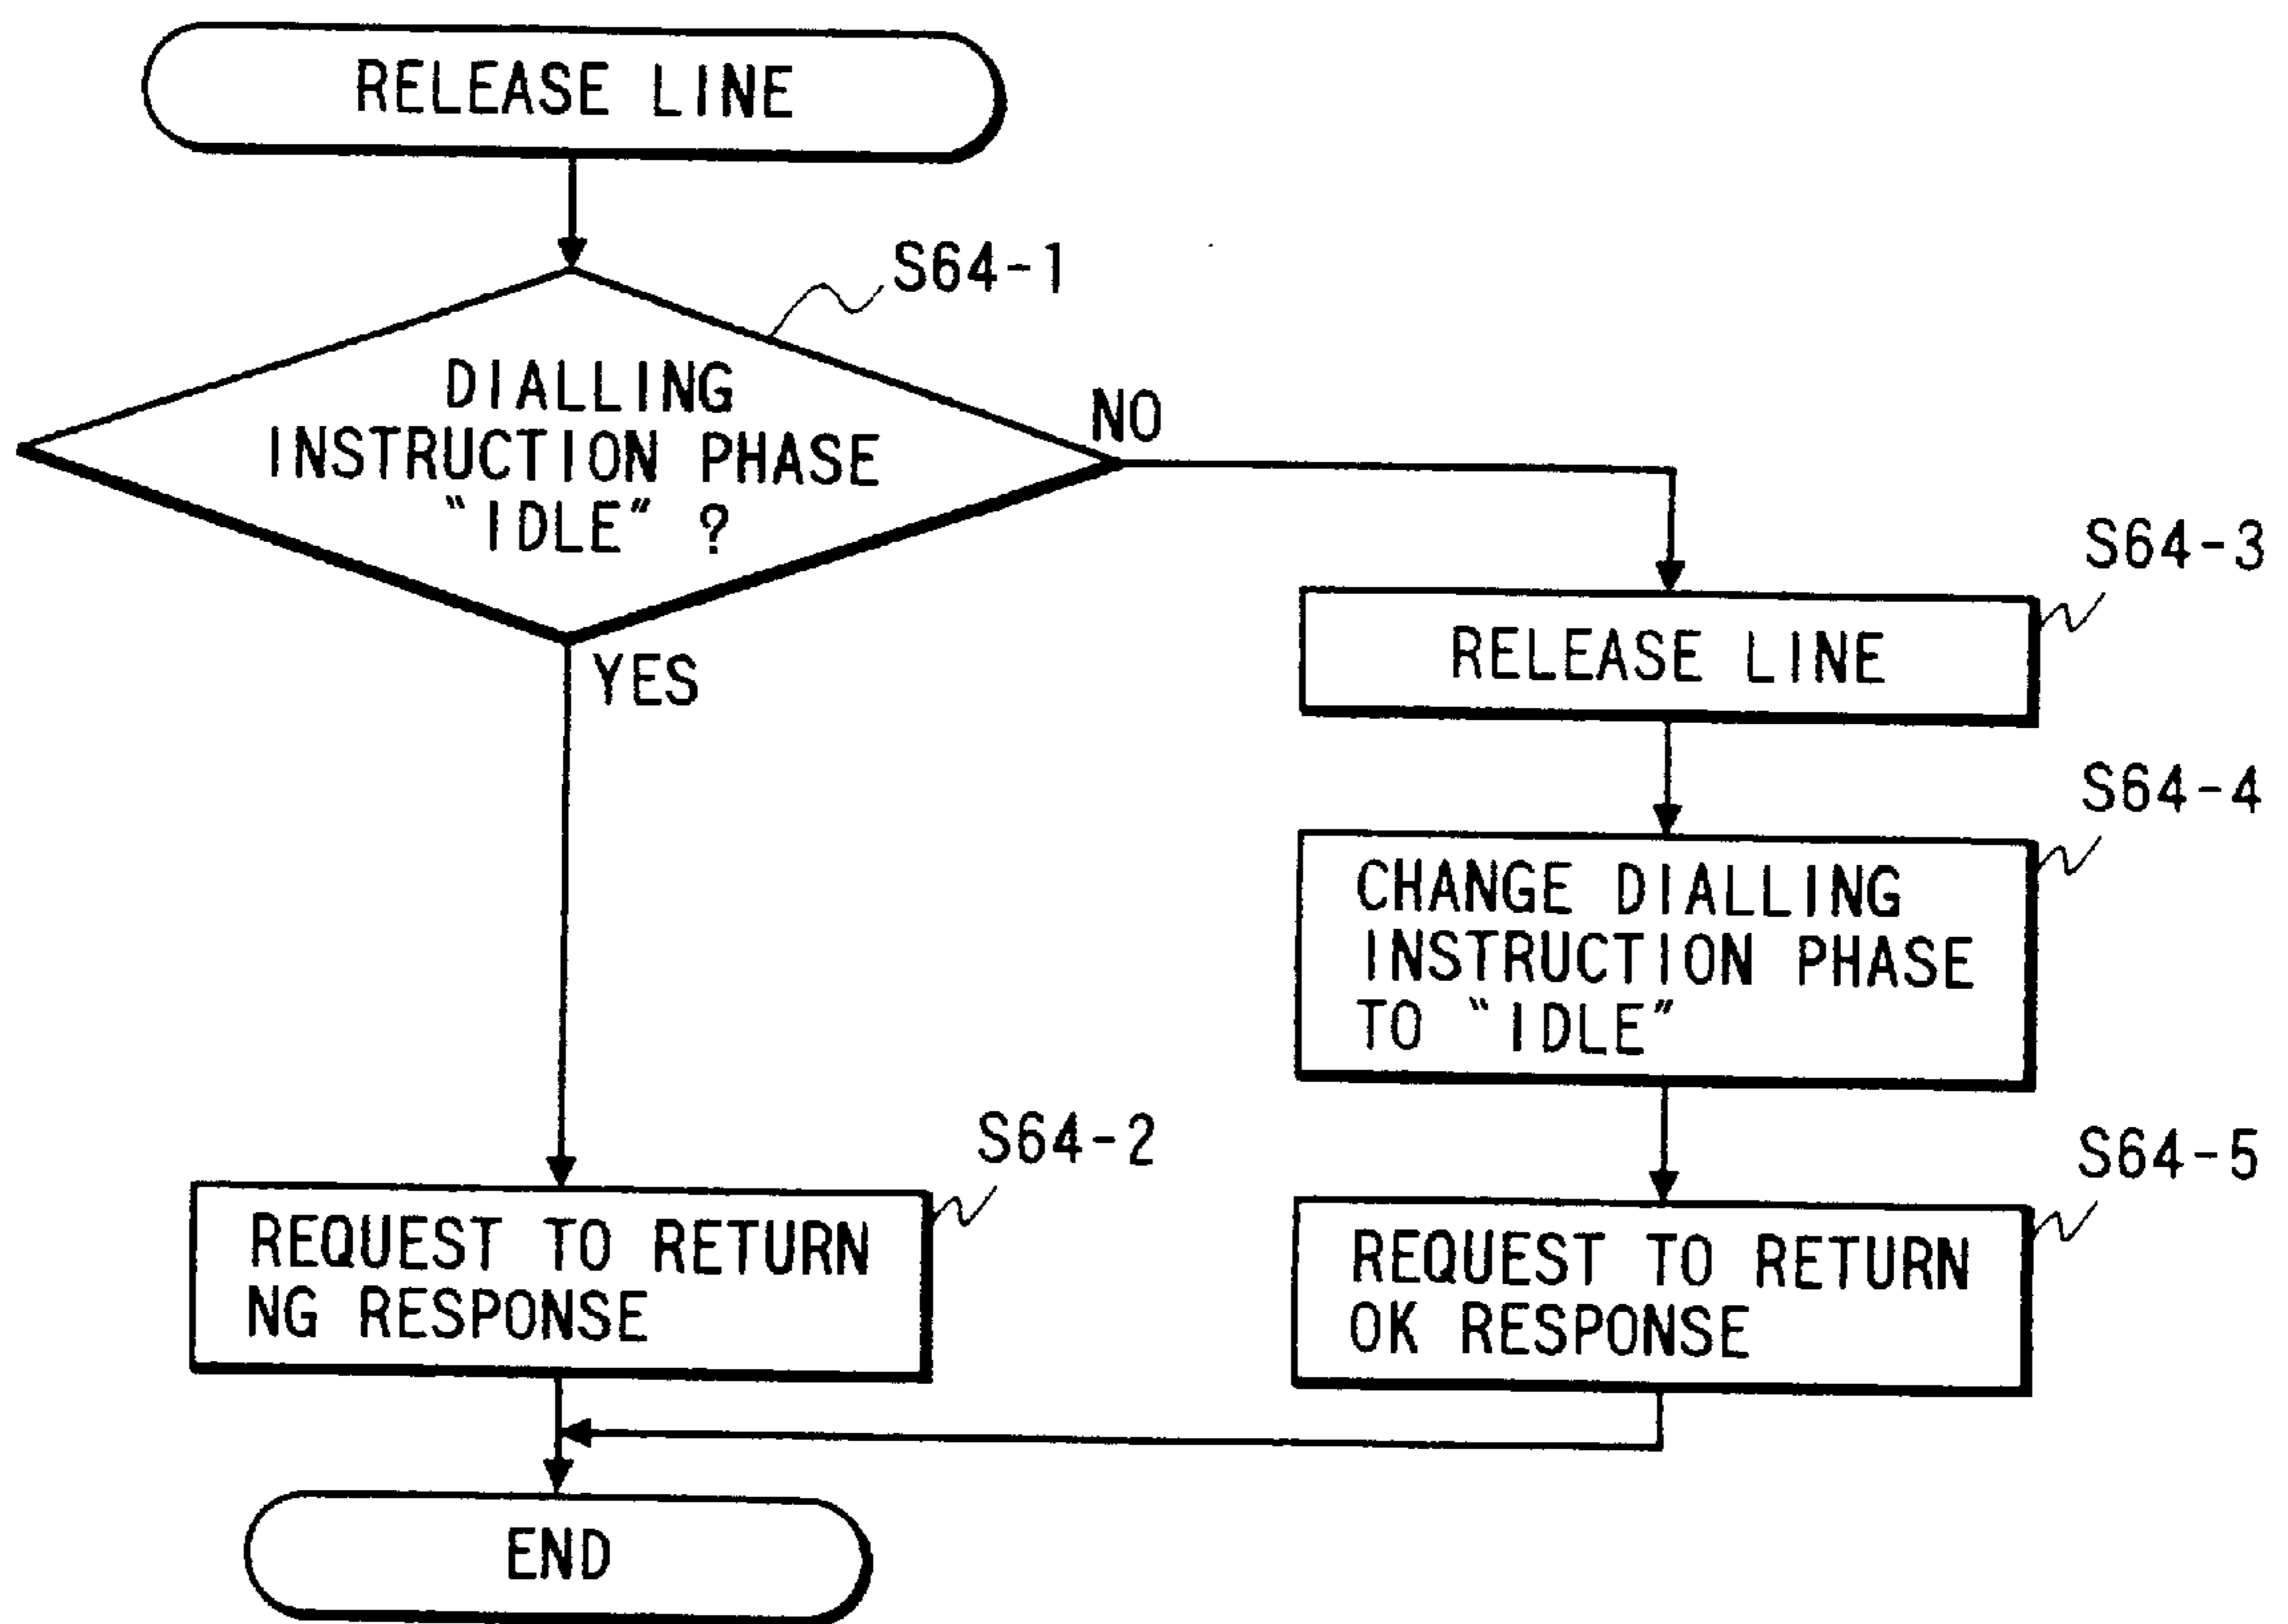 RELEASE LINE
S64-1
DIALLING
INSTRUCTION PHASE
“IDLE” ?
NO
YES
S64-3
RELEASE LINE
S64-4
CHANGE DIALLING
INSTRUCTION PHASE
TO “IDLE”
S64-2
REQUEST TO RETURN
NG RESPONSE
S64-5
REQUEST TO RETURN
OK RESPONSE
END